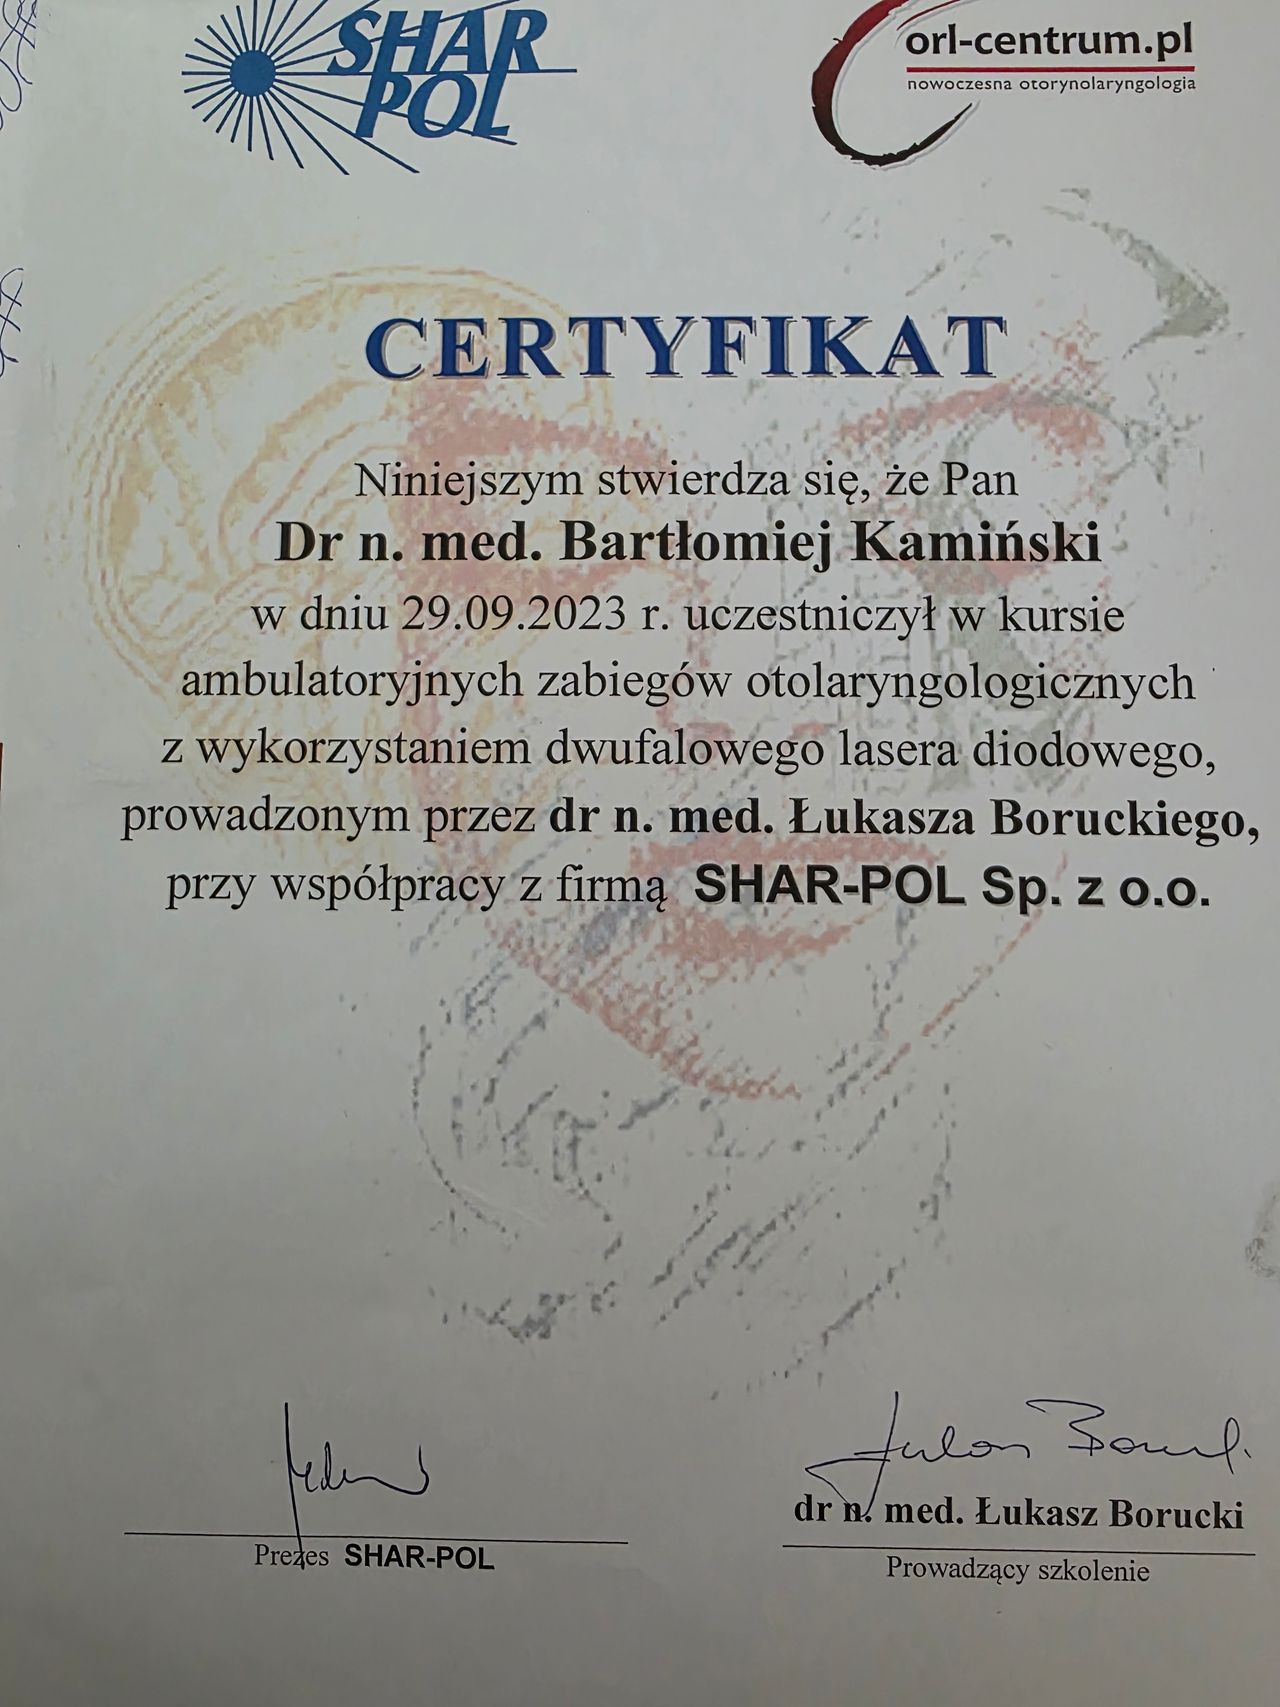 SHAR
POL
orl-centrum.pl
nowoczesna otorynolaryngologia
CERTYFIKAT
Niniejszym stwierdza się, że Pan
Dr n. med. Bartłomiej Kamiński
w dniu 29.09.2023 r. uczestniczył w kursie
ambulatoryjnych zabiegów otolaryngologicznych
z wykorzystaniem dwufalowego lasera diodowego,
prowadzonym przez dr n. med. Łukasza Boruckiego,
przy współpracy z firmą SHAR-POL Sp. z o.o.
Prezes SHAR-POL
dr n. med. Łukasz Borucki
Prowadzący szkolenie